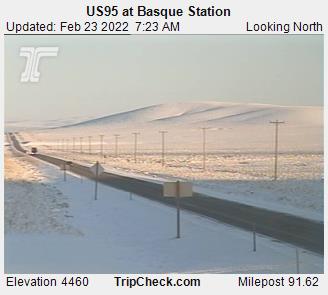 US95 at Basque Station
Updated: Feb 23 2022 7:23 AM Looking North
Elevation 4460 TripCheck.com Milepost 91.62